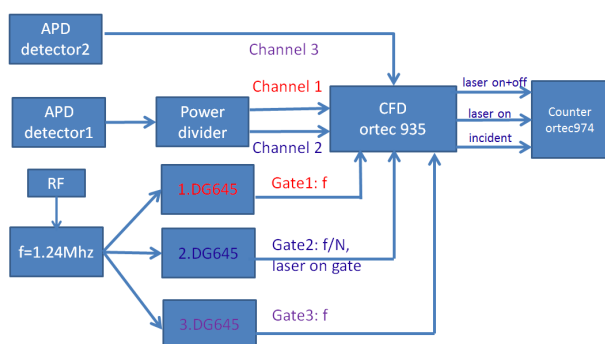 APD
detector2
Channel 3
Channel 1
laser on+off
APD
detector1
Power
divider
CFD
ortec 935
laser on
Counter
ortec974
Channel 2
incident
RF
1.DG645
Gate1: f
f=1.24Mhz
2.DG645
Gate2: f/N,
laser on gate
3.DG645
Gate3: f